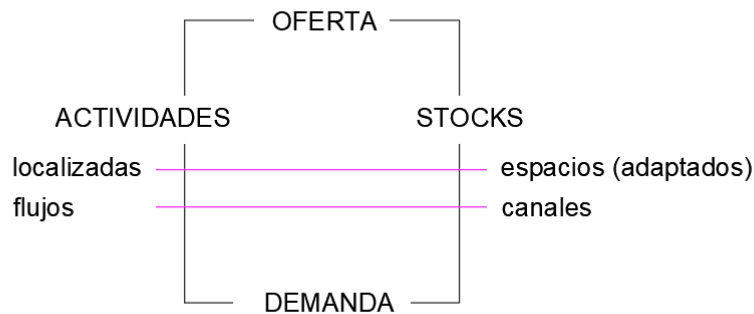 OFERTA
ACTIVIDADES STOCKS
localizadas espacios (adaptados)
flujos canales
DEMANDA